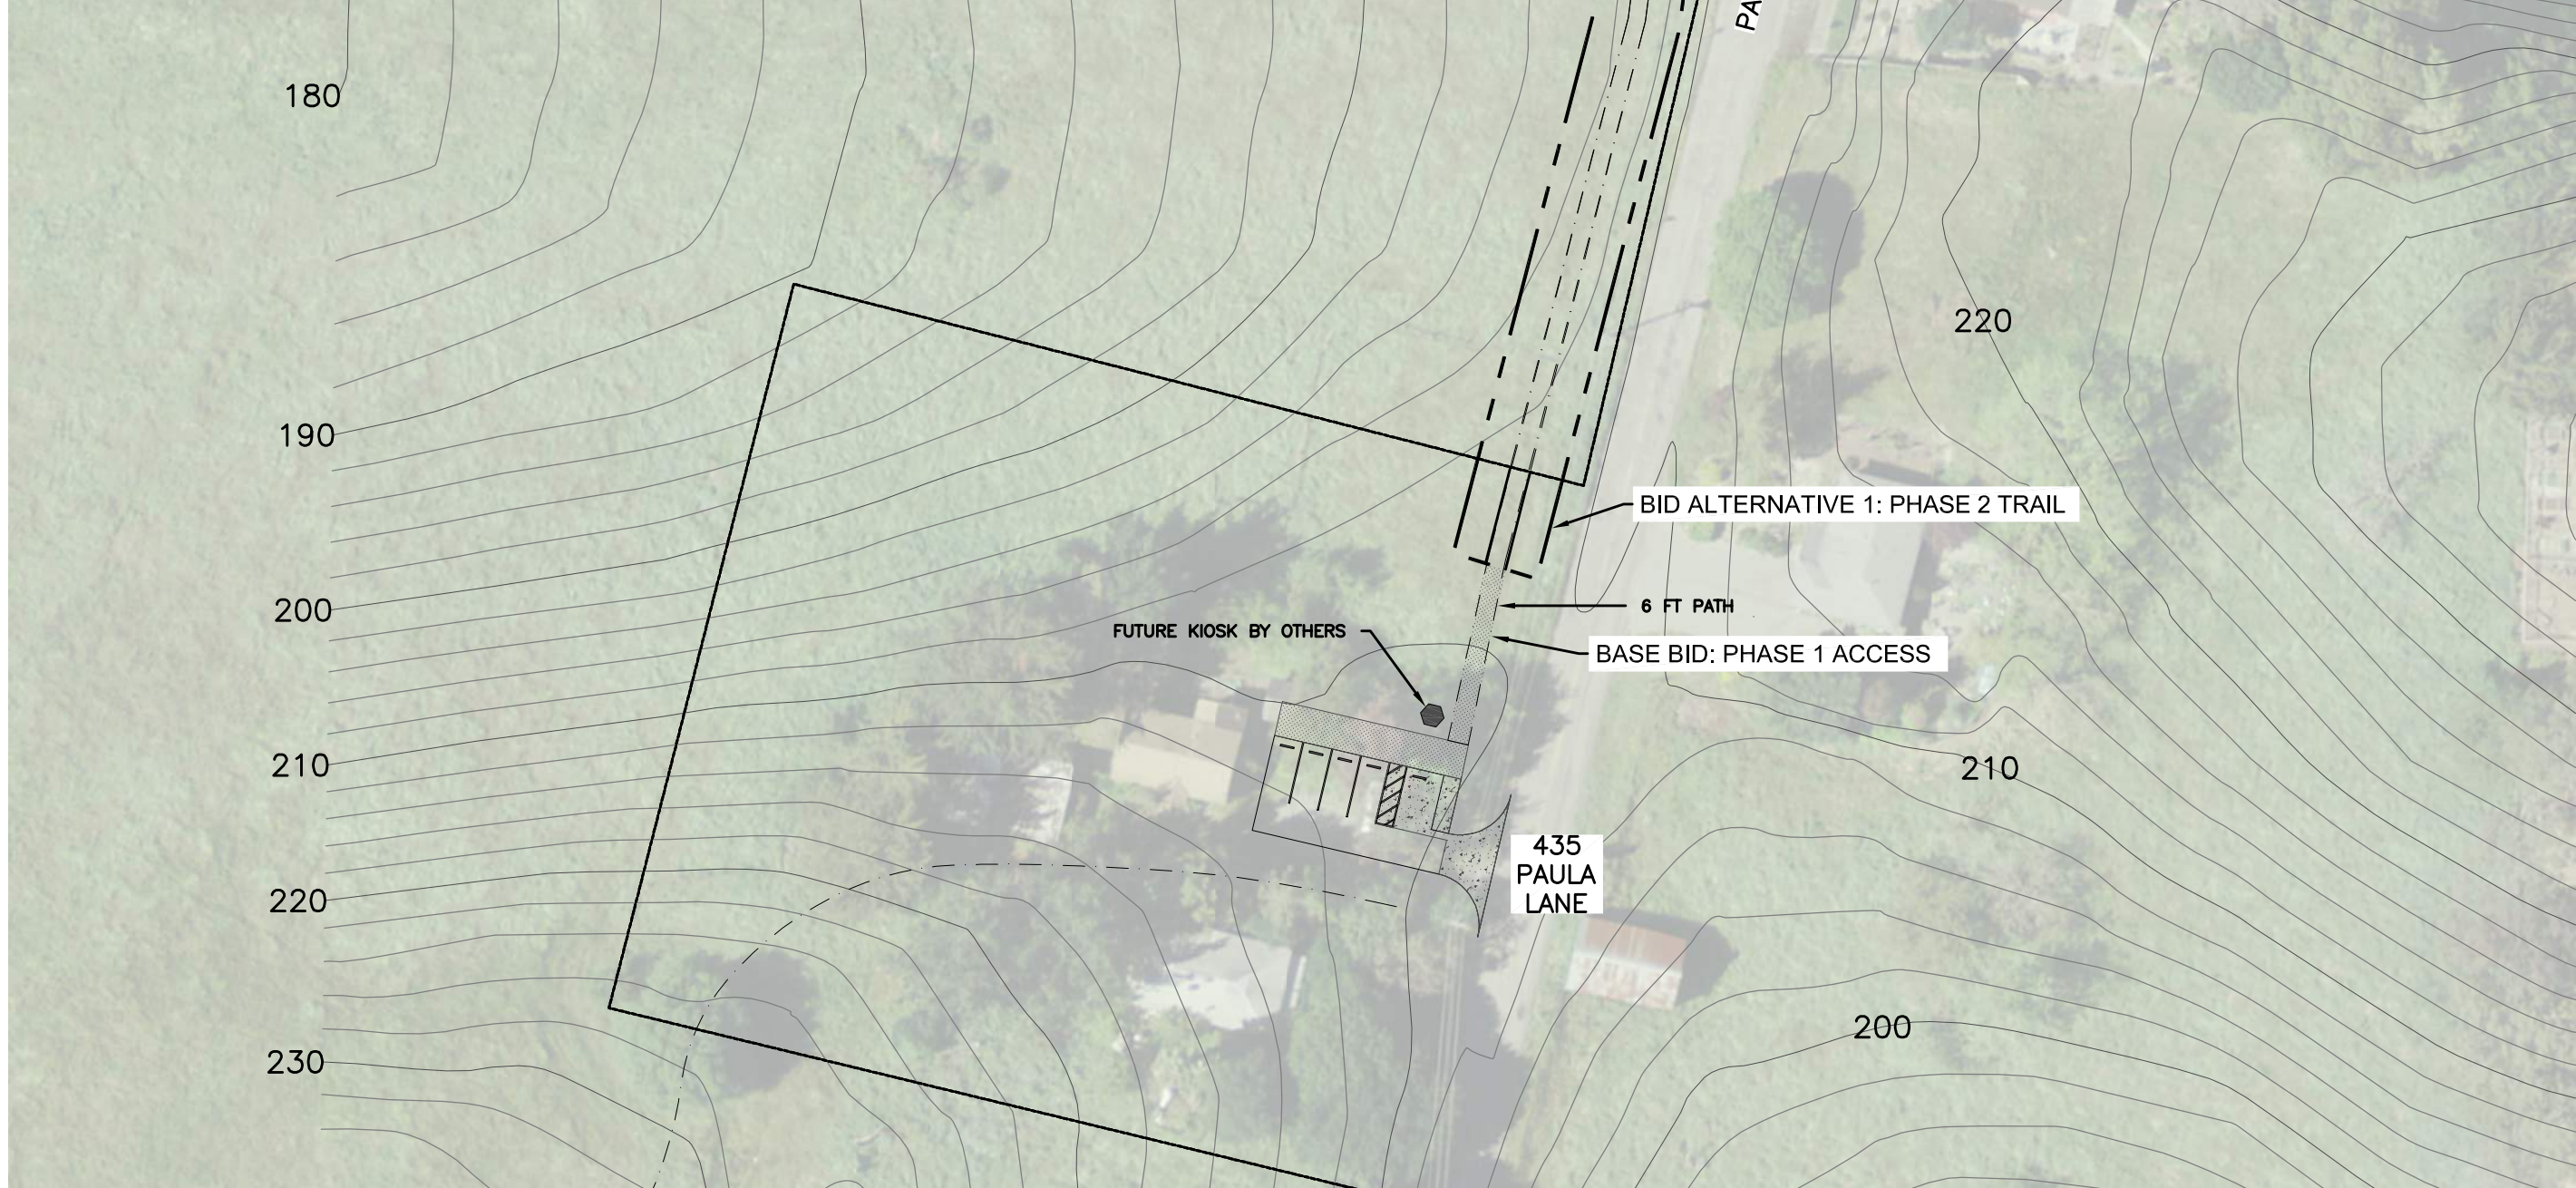 PA
180
220
190
BID ALTERNATIVE 1: PHASE 2 TRAIL
200
6 FT PATH
FUTURE KIOSK BY OTHERS
BASE BID: PHASE 1 ACCESS
210
210
435
PAULA
LANE
220
200
230